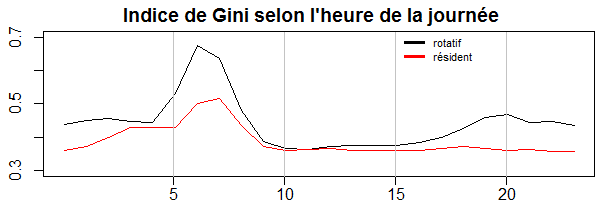 Indice de Gini selon l'heure de la journée
rotatif
résident
0.7
0.5
0.3
5 10 15 20